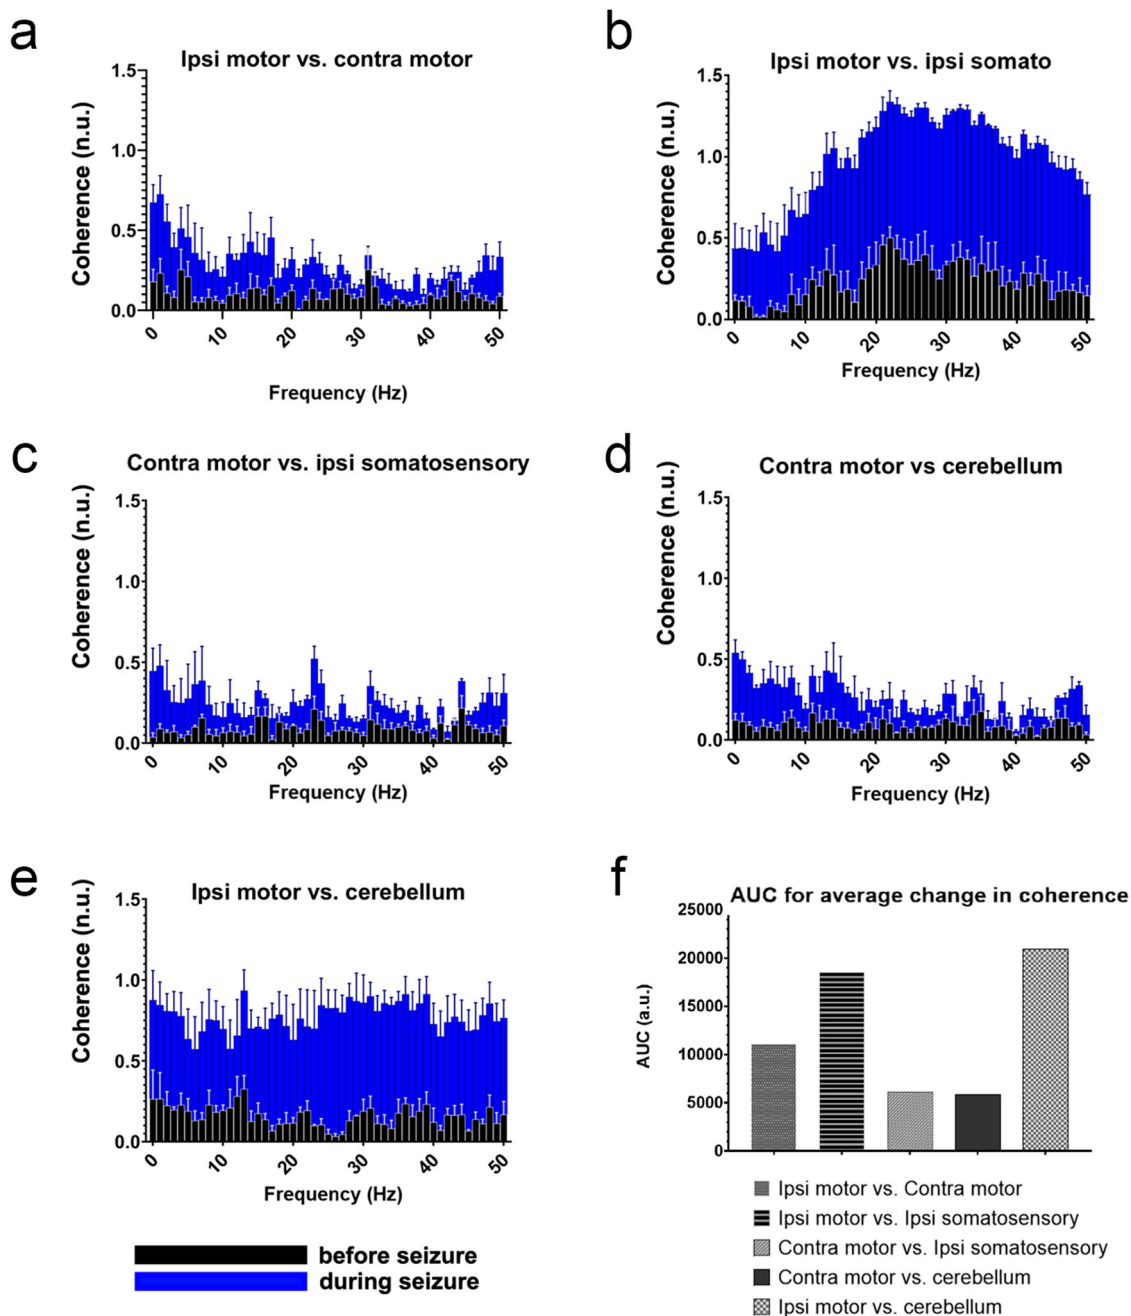 a
Ipsi motor vs. contra motor
Coherence (n.u.)
1.5
1.0
0.5
0.0
0 10 20 30 40 50
Frequency (Hz)
b
Ipsi motor vs. ipsi somato
Coherence (n.u.)
1.5
1.0
0.5
0.0
0 10 20 30 40 50
Frequency (Hz)
c
Contra motor vs. ipsi somatosensory
Coherence (n.u.)
1.5
1.0
0.5
0.0
0 10 20 30 40 50
Frequency (Hz)
d
Contra motor vs cerebellum
Coherence (n.u.)
1.5
1.0
0.5
0.0
0 10 20 30 40 50
Frequency (Hz)
e
Ipsi motor vs. cerebellum
Coherence (n.u.)
1.5
1.0
0.5
0.0
0 10 20 30 40 50
Frequency (Hz)
before seizure
during seizure
f
AUC for average change in coherence
AUC (a.u.)
25000
20000
15000
10000
5000
0
Ipsi motor vs. Contra motor
Ipsi motor vs. Ipsi somatosensory
Contra motor vs. Ipsi somatosensory
Contra motor vs. cerebellum
Ipsi motor vs. cerebellum